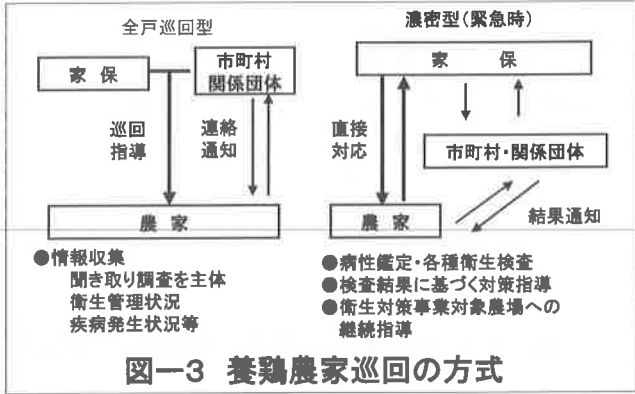 全戸巡回型
家 保
市町村
関係団体
巡回
指導
連絡
通知
農 家
●情報収集
聞き取り調査を主体
衛生管理状況
疾病発生状況等
濃密型(緊急時)
家 保
直接
対応
市町村・関係団体
農 家
結果通知
●病性鑑定・各種衛生検査
●検査結果に基づく対策指導
●衛生対策事業対象農場への
継続指導
図ー3 養鶏農家巡回の方式